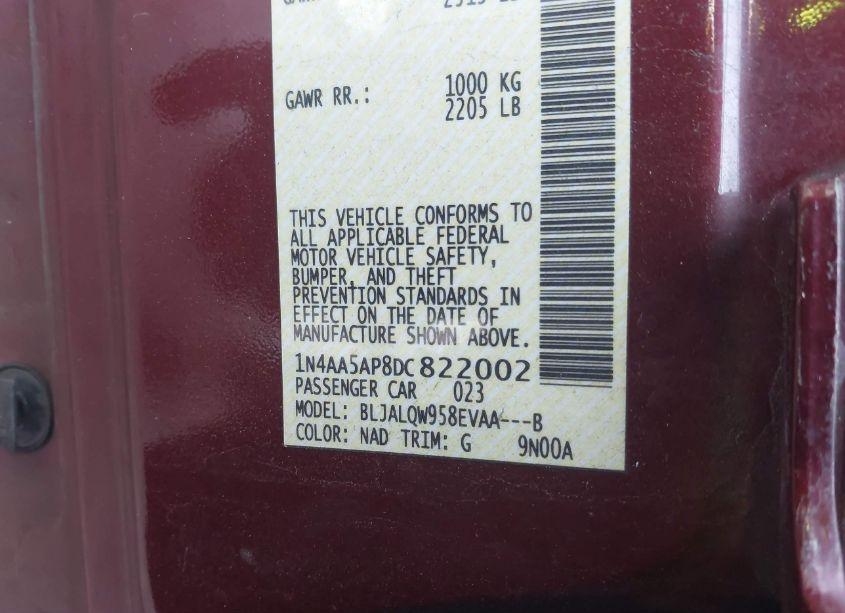 GAWR RR.: 1000 KG
2205 LB
THIS VEHICLE CONFORMS TO
ALL APPLICABLE FEDERAL
MOTOR VEHICLE SAFETY,
BUMPER, AND THEFT
PREVENTION STANDARDS IN
EFFECT ON THE DATE OF
MANUFACTURE SHOWN ABOVE.
1N4AA5AP8DC822002
PASSENGER CAR 023
MODEL: BLJALQW958EVAA---B
COLOR: NAD TRIM: G 9N00A